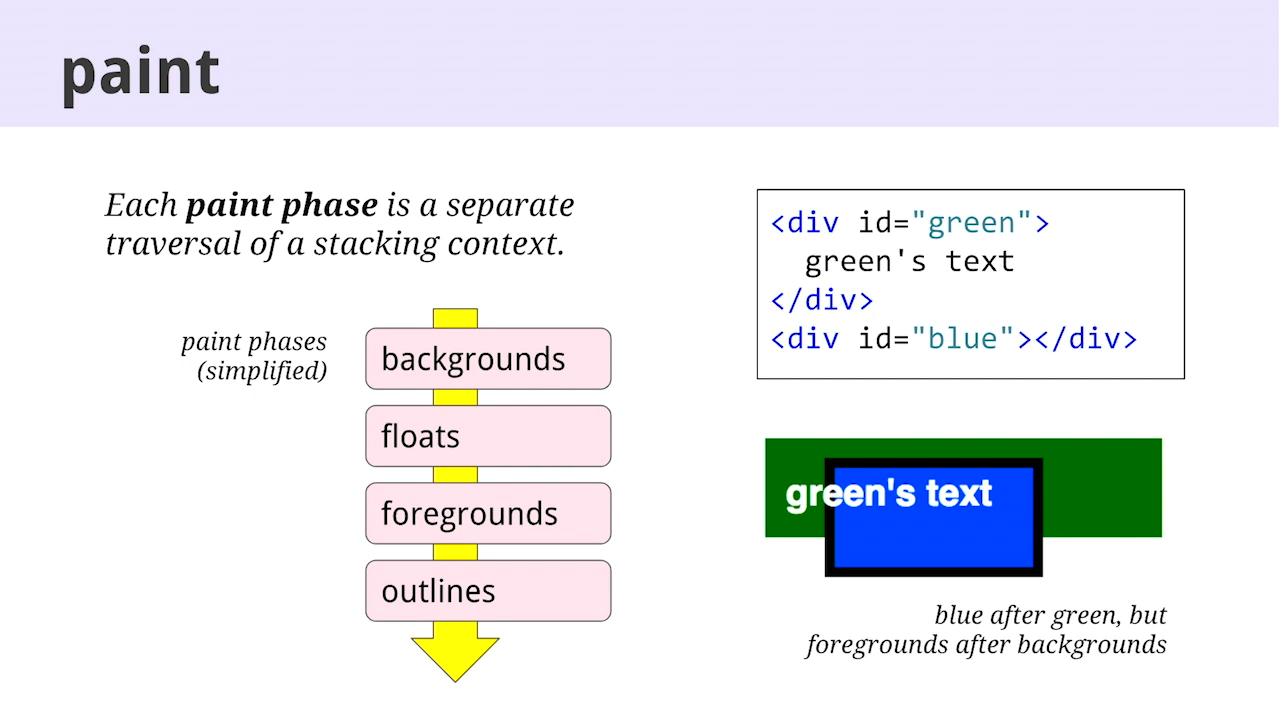 paint
Each paint phase is a separate
traversal of a stacking context.
paint phases
(simplified)
backgrounds
floats
foregrounds
outlines
<div id="green">
green's text
</div>
<div id="blue"></div>
green's text
blue after green, but
foregrounds after backgrounds